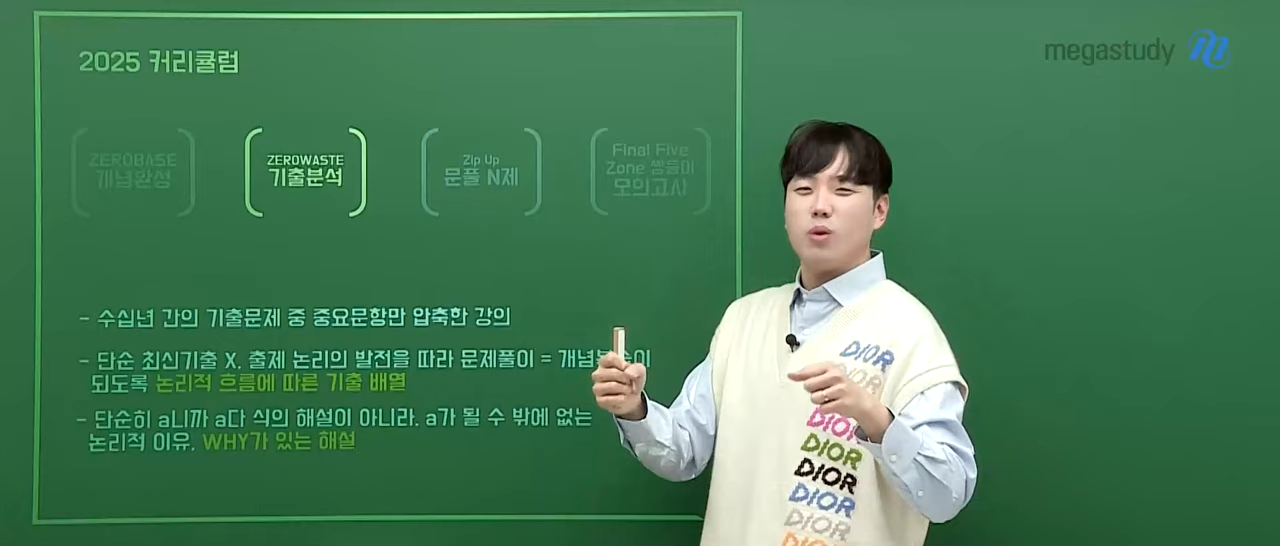 2025 커리큘럼
megastudy
ZEROBASE
개념완성
ZEROWASTE
기출분석
Zip Up
문풀 N제
Final Five
Zone 쌈들이
모의고사
- 수십년 간의 기출문제 중 중요문항만 압축한 강의
- 단순 최신기출 X, 출제 논리의 발전을 따라 문제풀이 =
되도록 논리적 흐름에 따른 기출 배열
- 단순히 a니까 a다 식의 해설이 아니라, a가 될 수 밖에 없는
논리적 이유, WHY가 있는 해설
DIOR
DIOR
DIOR
DIOR
DIOR
DIOR
DIOR
DIOR